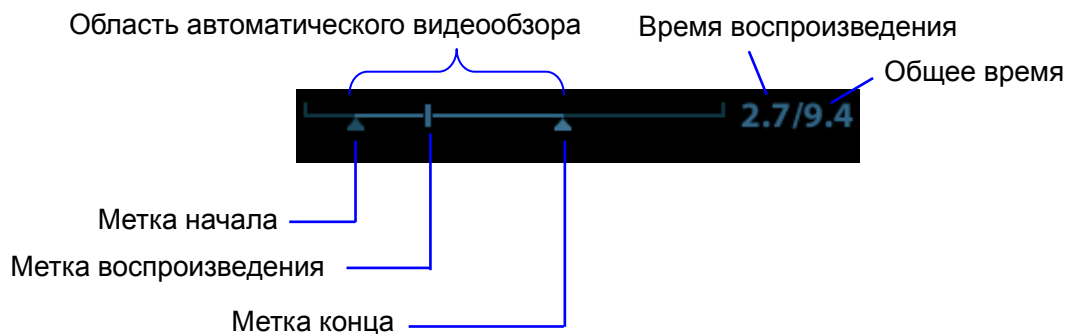 Область автоматического видеообзора
Время воспроизведения
Общее время
2.7/9.4
Метка начала
Метка воспроизведения
Метка конца